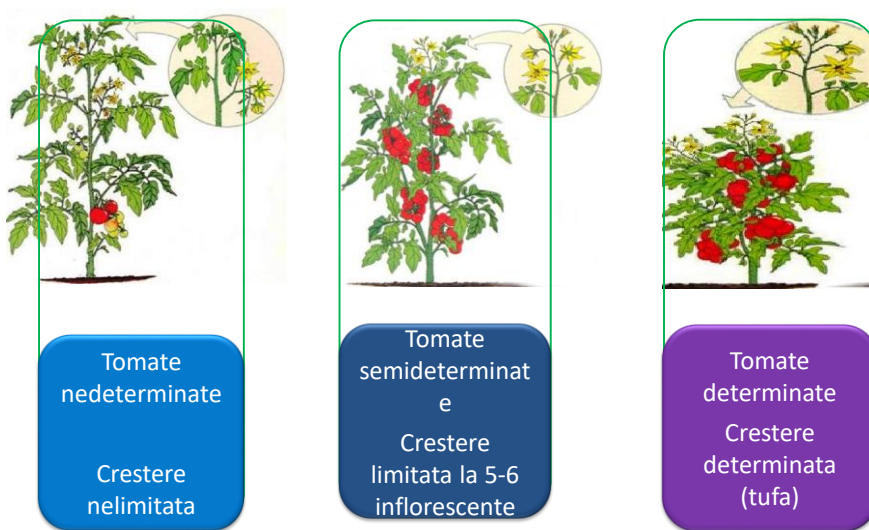 Tomate
nedeterminate
Crestere
nelimitata
Tomate
semideterminat
e
Crestere
limitata la 5-6
inflorescente
Tomate
determinate
Crestere
determinata
(tufa)